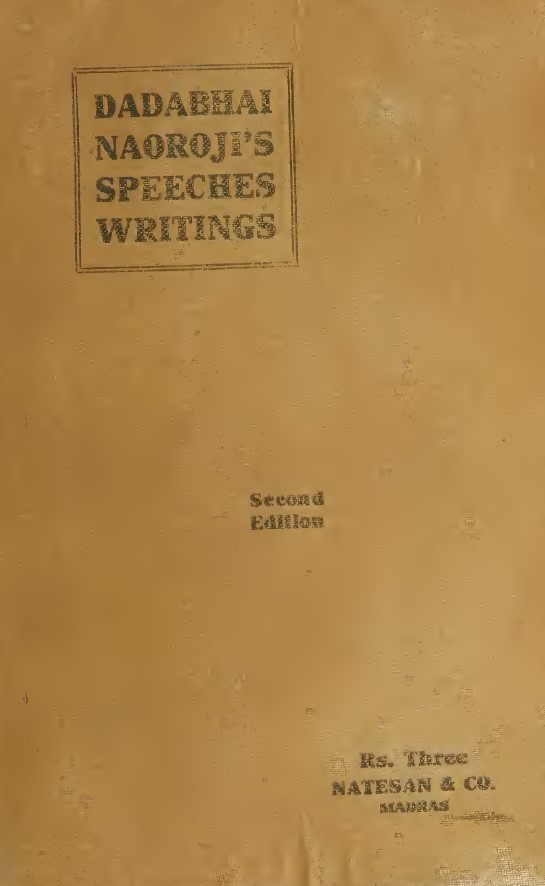 DADABHAI
NAOROJI'S
SPEECHES
WRITINGS
Second
Edition
Rs. Three
NATESAN & CO.
MADRAS